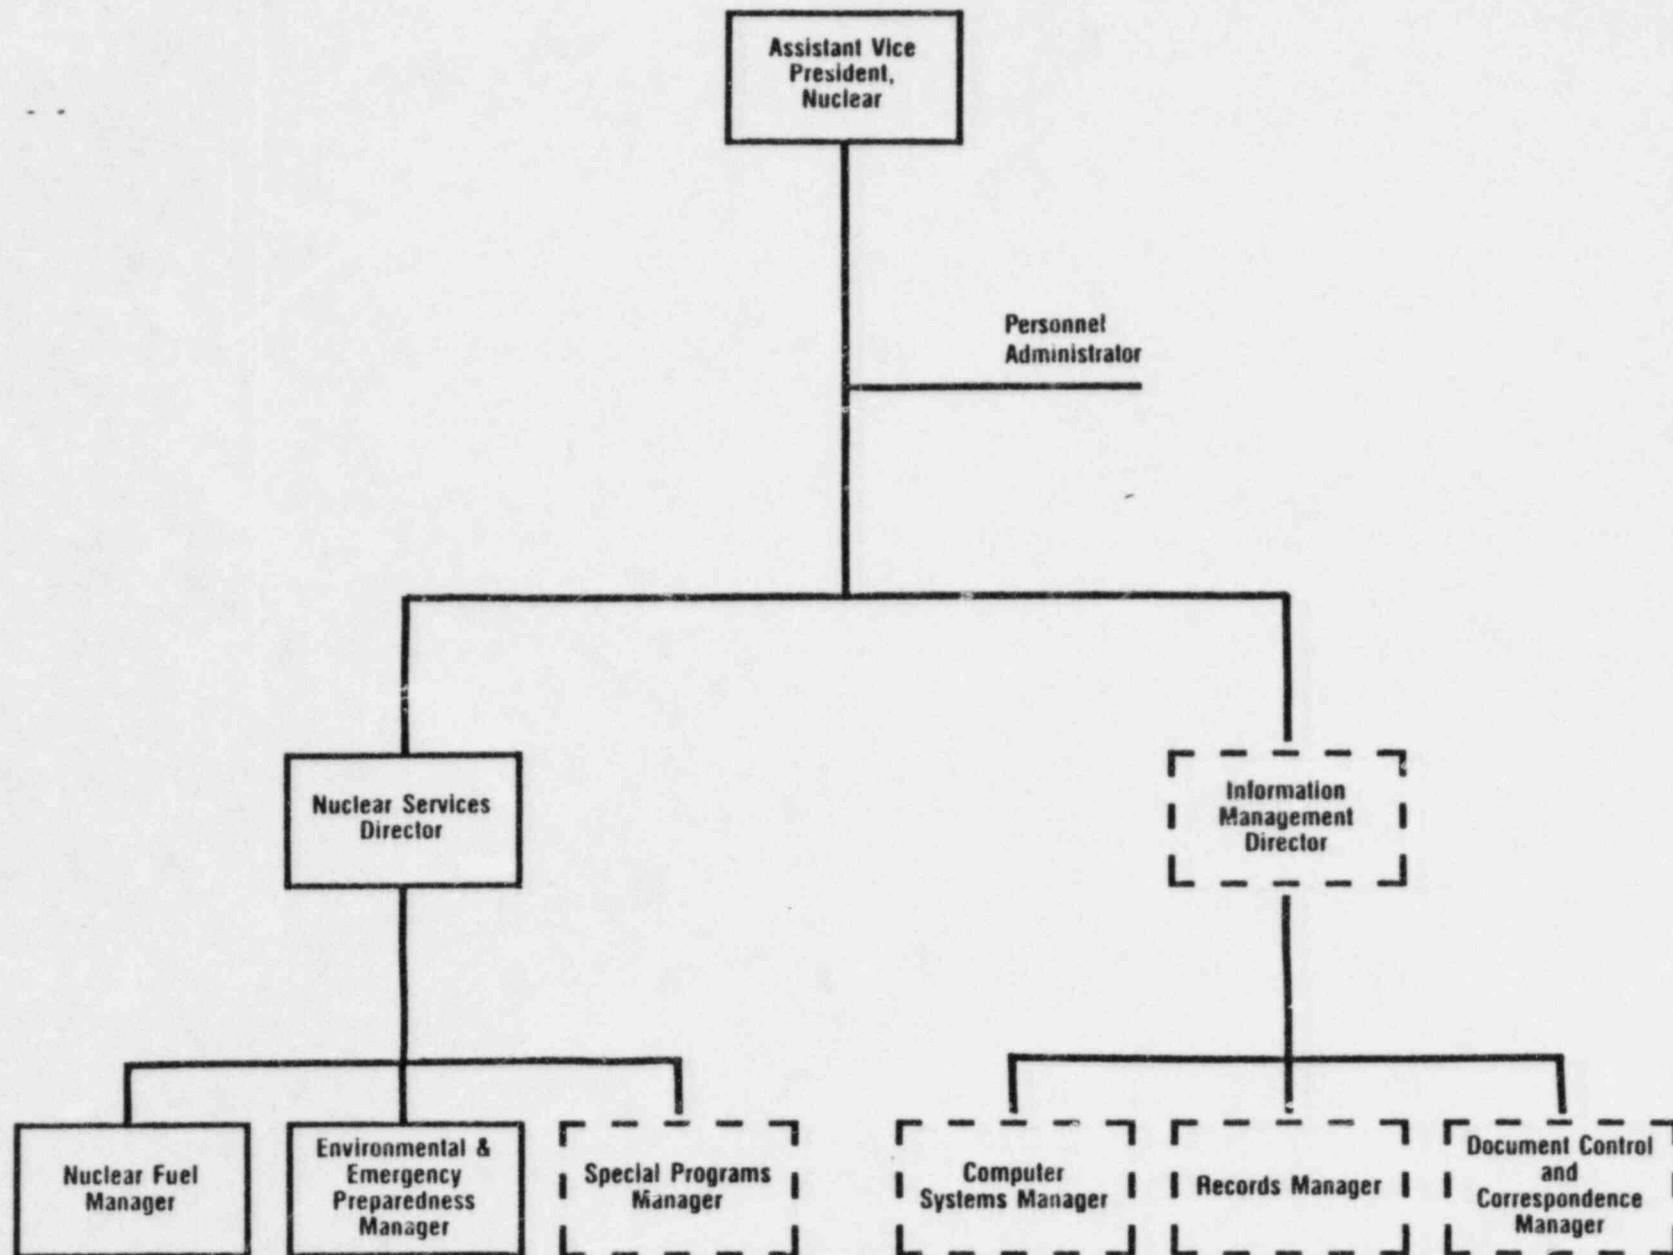 Assistant Vice
President,
Nuclear
Personnel
Administrator
Nuclear Services
Director
Information
Management
Director
Nuclear Fuel
Manager
Environmental &
Emergency
Preparedness
Manager
Special Programs
Manager
Computer
Systems Manager
Records Manager
Document Control
and
Correspondence
Manager